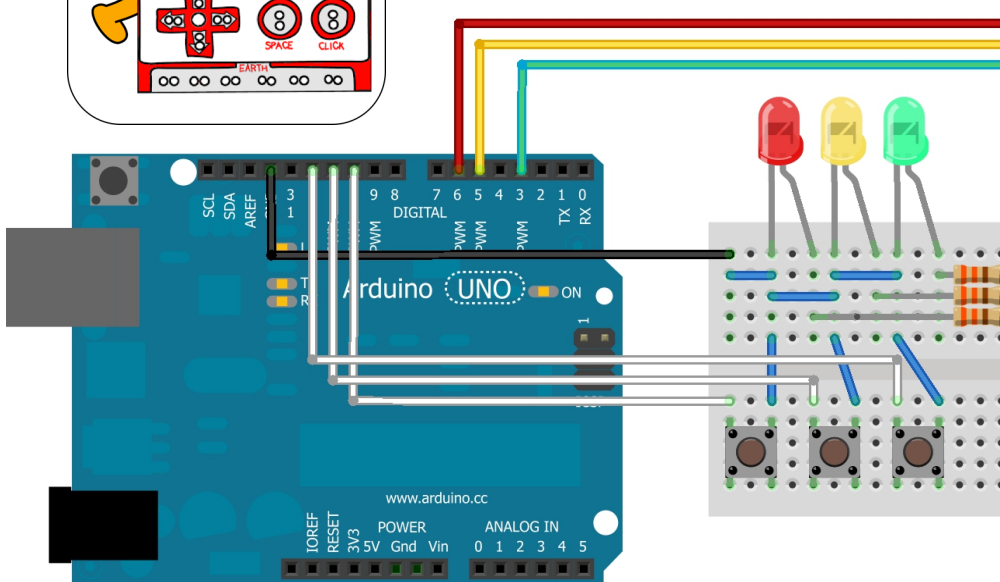 SPACE CLICK
EARTH
SCL SDA AREF 3 1 PWM 9 8 7 6 PWM 5 PWM 4 3 PWM 2 TX 1 RX 0
DIGITAL
Arduino UNO ON
1
www.arduino.cc
POWER ANALOG IN
IOREF RESET 3V3 5V Gnd Vin 0 1 2 3 4 5